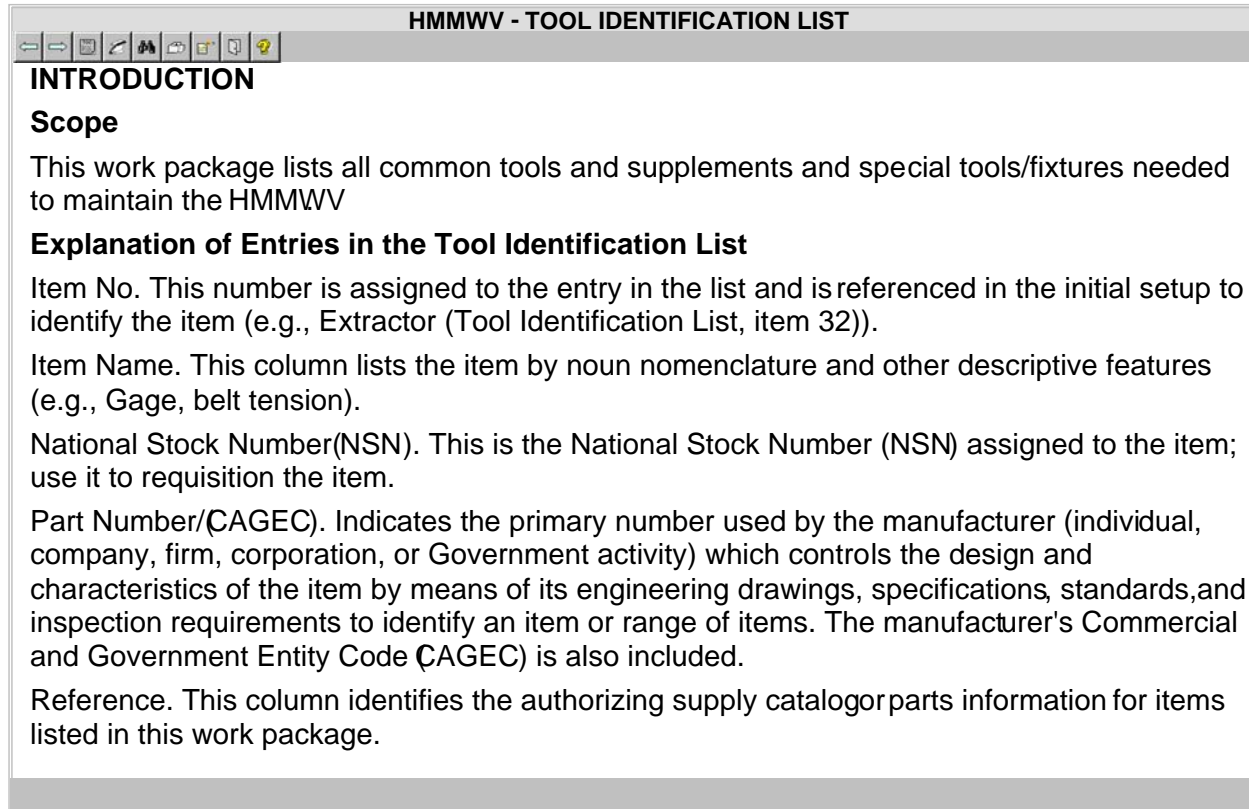 HMMWV - TOOL IDENTIFICATION LIST
INTRODUCTION
Scope
This work package lists all common tools and supplements and special tools/fixtures needed
to maintain the HMMWV
Explanation of Entries in the Tool Identification List
Item No. This number is assigned to the entry in the list and is referenced in the initial setup to
identify the item (e.g., Extractor (Tool Identification List, item 32)).
Item Name. This column lists the item by noun nomenclature and other descriptive features
(e.g., Gage, belt tension).
National Stock Number(NSN). This is the National Stock Number (NSN) assigned to the item;
use it to requisition the item.
Part Number/(CAGEC). Indicates the primary number used by the manufacturer (individual,
company, firm, corporation, or Government activity) which controls the design and
characteristics of the item by means of its engineering drawings, specifications, standards,and
inspection requirements to identify an item or range of items. The manufacturer's Commercial
and Government Entity Code (CAGEC) is also included.
Reference. This column identifies the authorizing supply catalog or parts information for items
listed in this work package.